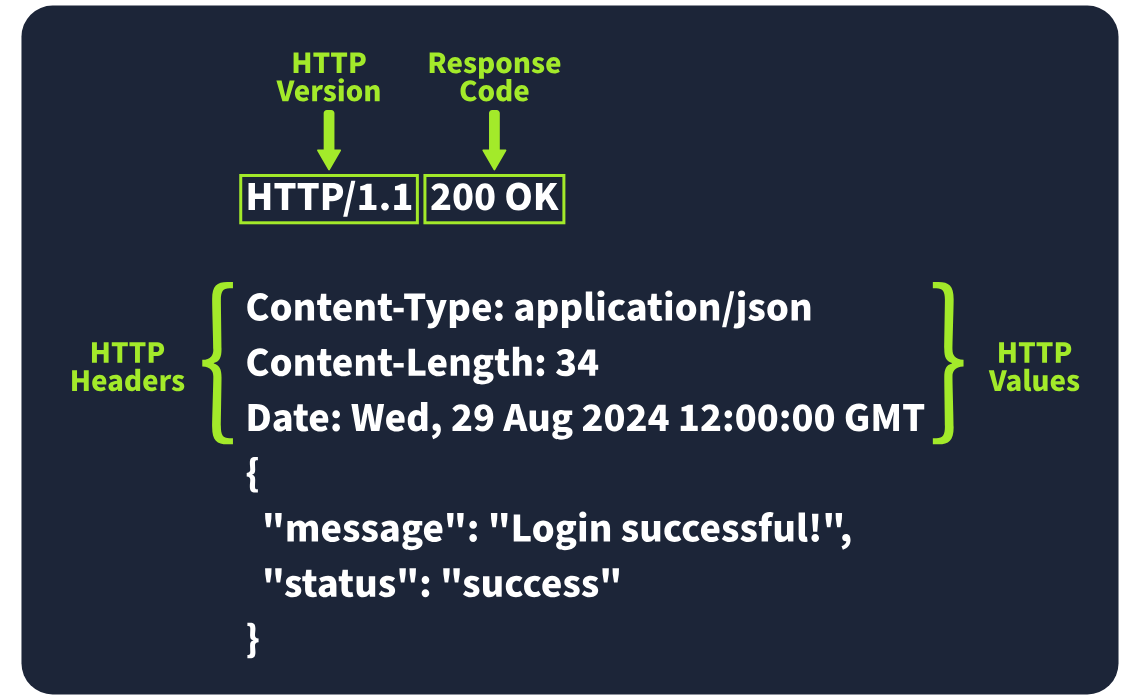 HTTP
Version
Response
Code
HTTP/1.1 200 OK
HTTP
Headers
Content-Type: application/json
Content-Length: 34
Date: Wed, 29 Aug 2024 12:00:00 GMT
HTTP
Values
{
"message": "Login successful!",
"status": "success"
}